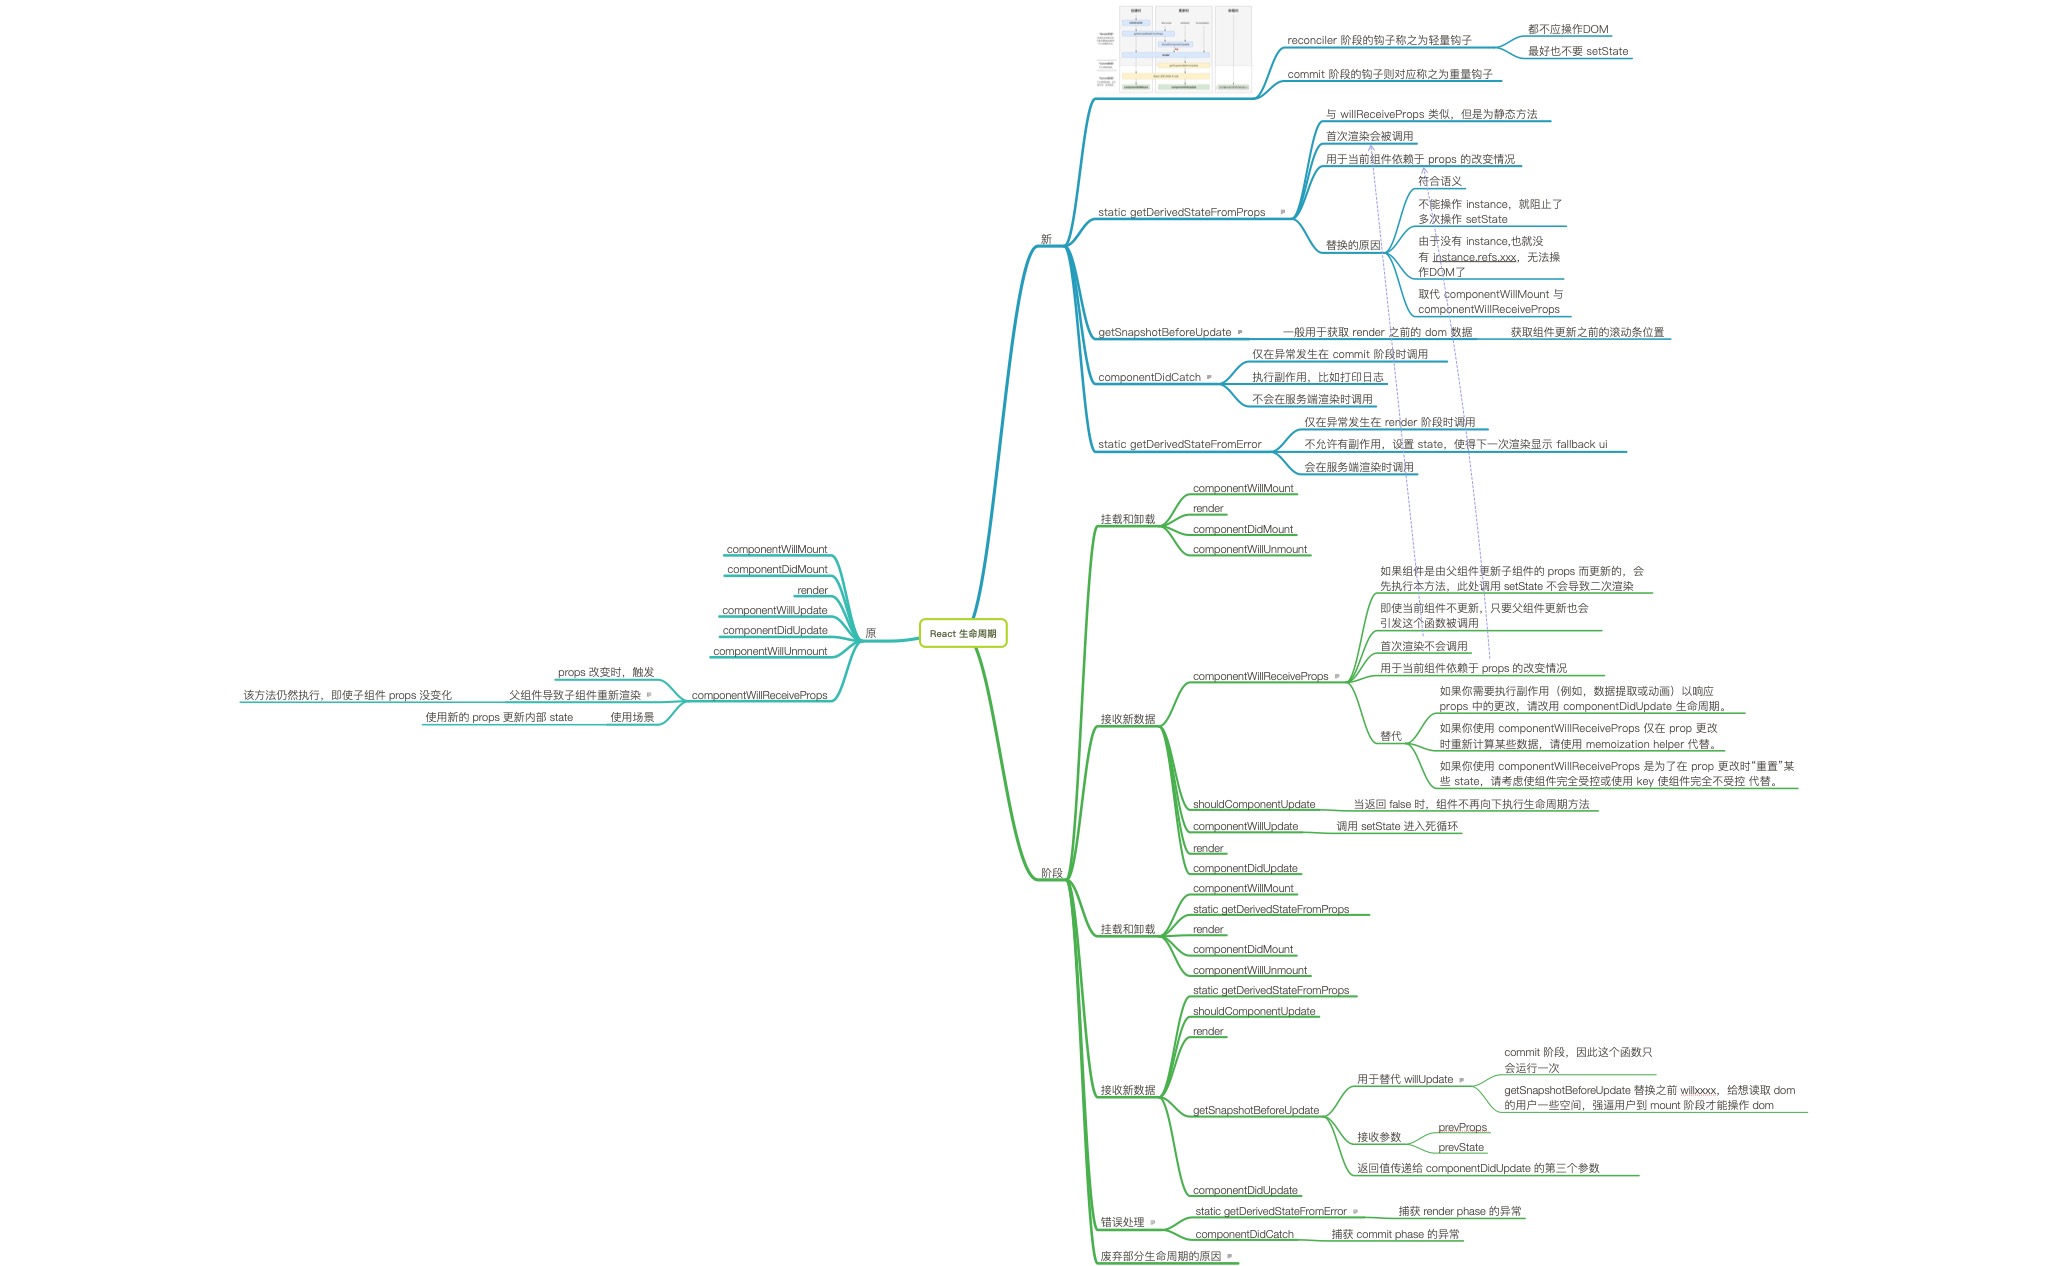 创建时
更新时
卸载时
reconciler 阶段的钩子称之为轻量钩子
都不应操作DOM
最好也不要 setState
commit 阶段的钩子则对应称之为重量钩子
新
static getDerivedStateFromProps
与 willReceiveProps 类似，但是为静态方法
首次渲染会被调用
用于当前组件依赖于 props 的改变情况
替换的原因
符合语义
不能操作 instance，就阻止了
多次操作 setState
由于没有 instance,也就没
有 instance.refs.xxx，无法操
作DOM了
取代 componentWillMount 与
componentWillReceiveProps
getSnapshotBeforeUpdate
一般用于获取 render 之前的 dom 数据
获取组件更新之前的滚动条位置
componentDidCatch
仅在异常发生在 commit 阶段时调用
执行副作用，比如打印日志
不会在服务端渲染时调用
static getDerivedStateFromError
仅在异常发生在 render 阶段时调用
不允许有副作用，设置 state，使得下一次渲染显示 fallback ui
会在服务端渲染时调用
React 生命周期
原
componentWillMount
componentDidMount
render
componentWillUpdate
componentDidUpdate
componentWillUnmount
componentWillReceiveProps
props 改变时，触发
父组件导致子组件重新渲染
该方法仍然执行，即使子组件 props 没变化
使用场景
使用新的 props 更新内部 state
阶段
挂载和卸载
componentWillMount
render
componentDidMount
componentWillUnmount
接收新数据
componentWillReceiveProps
如果组件是由父组件更新子组件的 props 而更新的，会
先执行本方法，此处调用 setState 不会导致二次渲染
即使当前组件不更新，只要父组件更新也会
引发这个函数被调用
首次渲染不会调用
用于当前组件依赖于 props 的改变情况
替代
如果你需要执行副作用（例如，数据提取或动画）以响应
props 中的更改，请改用 componentDidUpdate 生命周期。
如果你使用 componentWillReceiveProps 仅在 prop 更改
时重新计算某些数据，请使用 memoization helper 代替。
如果你使用 componentWillReceiveProps 是为了在 prop 更改时“重置”某
些 state，请考虑使组件完全受控或使用 key 使组件完全不受控 代替。
shouldComponentUpdate
当返回 false 时，组件不再向下执行生命周期方法
componentWillUpdate
调用 setState 进入死循环
render
componentDidUpdate
挂载和卸载
componentWillMount
static getDerivedStateFromProps
render
componentDidMount
componentWillUnmount
接收新数据
static getDerivedStateFromProps
shouldComponentUpdate
render
getSnapshotBeforeUpdate
用于替代 willUpdate
commit 阶段，因此这个函数只
会运行一次
getSnapshotBeforeUpdate 替换之前 willxxxx，给想读取 dom
的用户一些空间，强逼用户到 mount 阶段才能操作 dom
接收参数
prevProps
prevState
返回值传递给 componentDidUpdate 的第三个参数
componentDidUpdate
错误处理
static getDerivedStateFromError
捕获 render phase 的异常
componentDidCatch
捕获 commit phase 的异常
废弃部分生命周期的原因